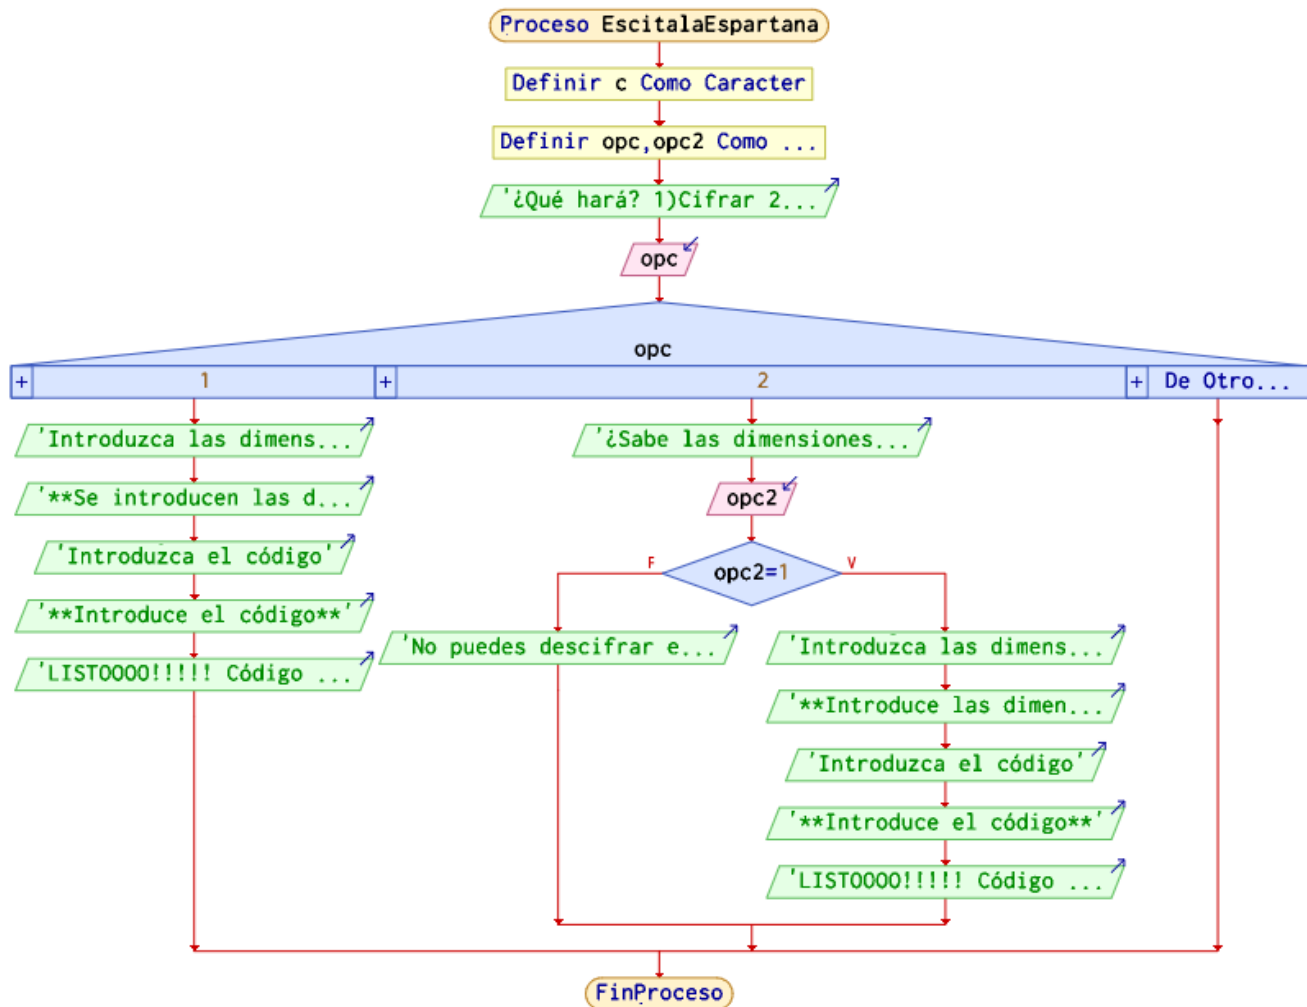 Proceso EscitalaEspartana
Definir c Como Caracter
Definir opc,opc2 Como ...
'¿Qué hará? 1)Cifrar 2...
opc
opc
+ 1 + 2 + De Otro...
'Introduzca las dimens...
'**Se introducen las d...
'Introduzca el código'
'**Introduce el código**'
'LISTOOOO!!!!! Código ...
'¿Sabe las dimensiones...
opc2
F opc2=1 V
'No puedes descifrar e...
'Introduzca las dimens...
'**Introduce las dimen...
'Introduzca el código'
'**Introduce el código**'
'LISTOOOO!!!!! Código ...
FinProceso